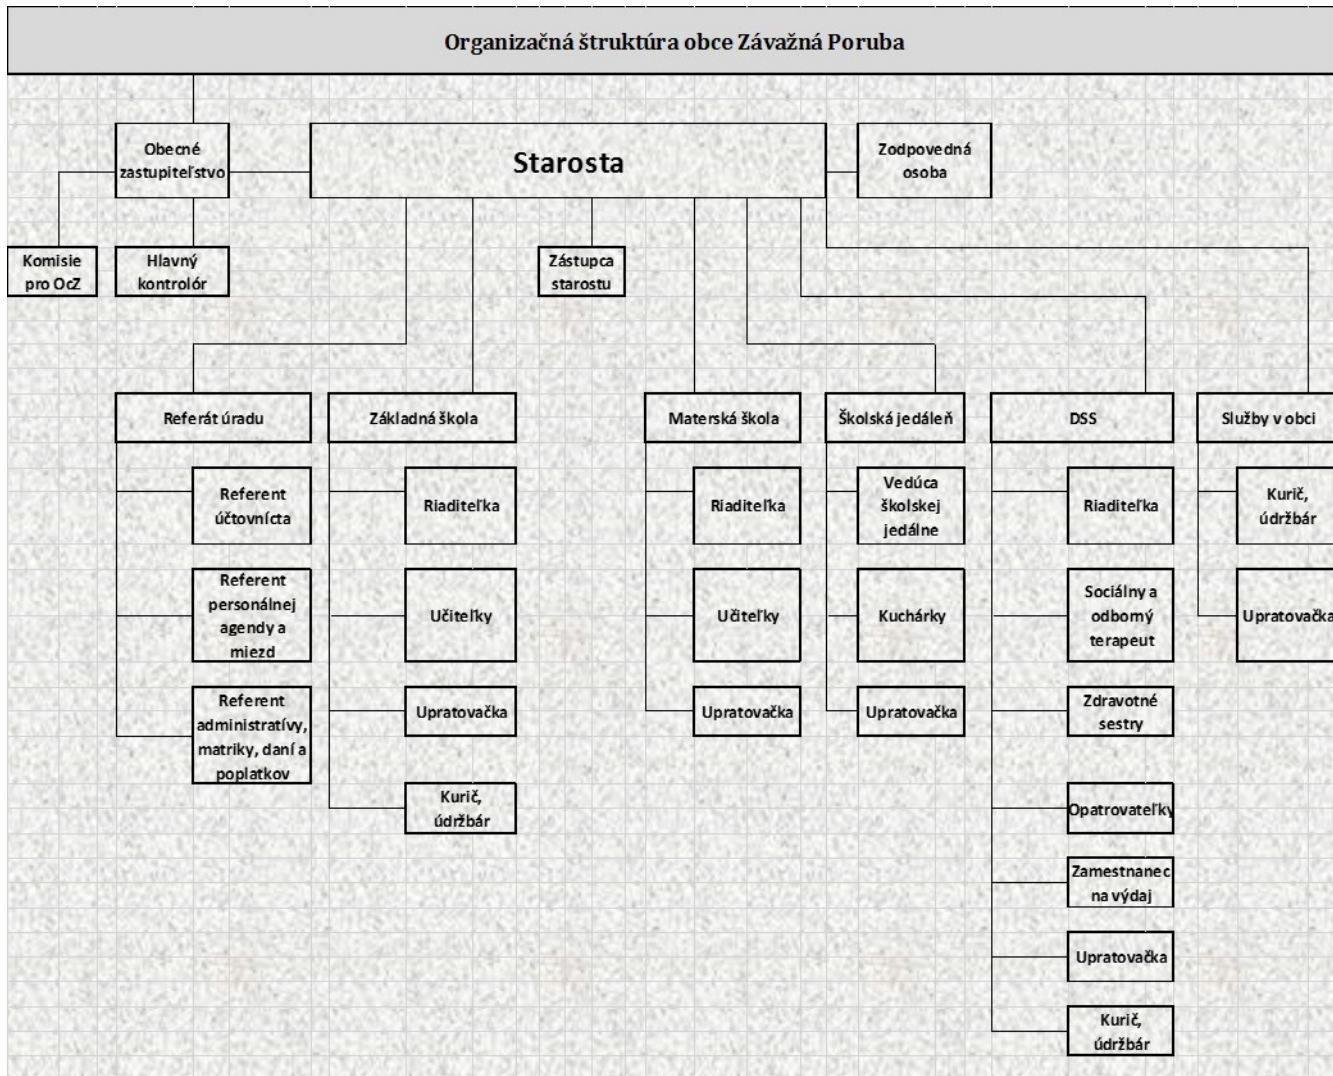 Organizačná štruktúra obce Závažná Poruba
Obecné
zastupiteľstvo
Starosta
Zodpovedná
osoba
Komisie
pro OcZ
Hlavný
kontrolór
Zástupca
starostu
Referát úradu
Základná škola
Materská škola
Školská jedáleň
DSS
Služby v obci
Referent
účtovnícta
Referent
personálnej
agendy a
miezd
Referent
administratívy,
matriky, daní a
poplatkov
Riaditeľka
Učiteľky
Upratovačka
Kurič,
údržbár
Riaditeľka
Učiteľky
Upratovačka
Vedúca
školskej
jedálne
Kuchárky
Upratovačka
Riaditeľka
Sociálny a
odborný
terapeut
Zdravotné
sestry
Opatrovateľky
Zamestnanec
na výdaj
Upratovačka
Kurič,
údržbár
Kurič,
údržbár
Upratovačka